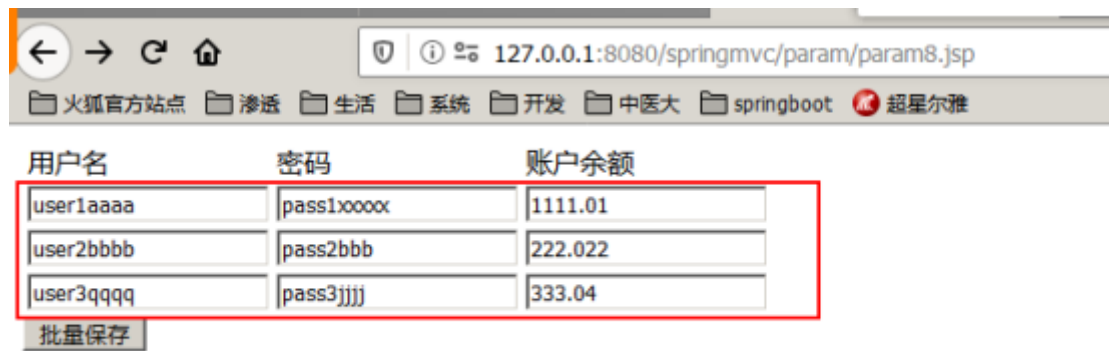 127.0.0.1:8080/springmvc/param/param8.jsp
火狐官方站点 渗透 生活 系统 开发 中医大 springboot 超星尔雅
用户名 密码 账户余额
user1aaaa pass1xxxxx 1111.01
user2bbbb pass2bbb 222.022
user3qqqq pass3jjjj 333.04
批量保存